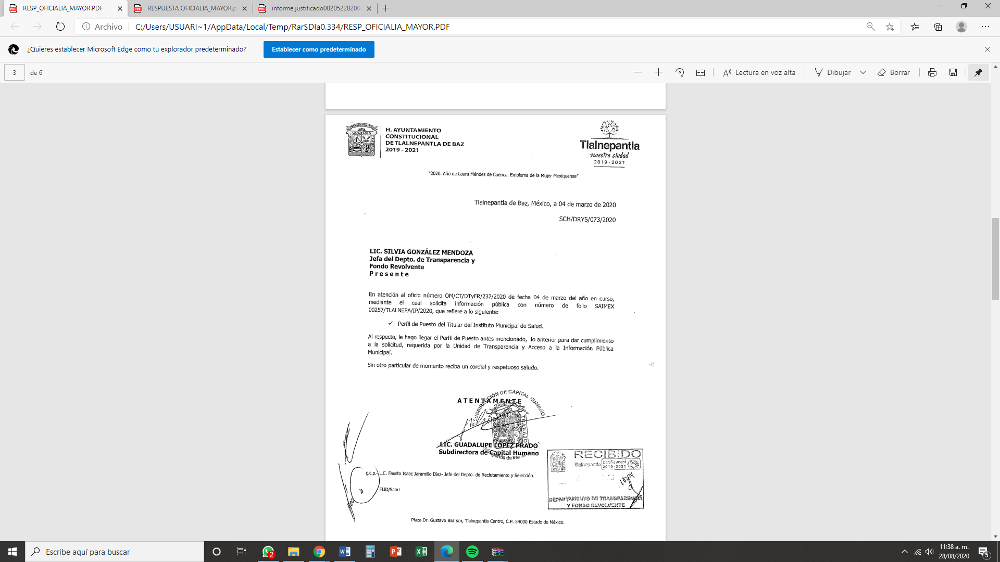 RESP_OFICIALIA_MAYOR.PDF
RESPUESTA OFICIALIA_MAYOR.p
informe justificado00205220200
Archivo
C:/Users/USUARI~1/AppData/Local/Temp/Rar$DIa0.334/RESP_OFICIALIA_MAYOR.PDF
¿Quieres establecer Microsoft Edge como tu explorador predeterminado?
Establecer como predeterminado
3 de 6
Lectura en voz alta
Dibujar
Borrar
CULTURA
TRABAJO
H. AYUNTAMIENTO
CONSTITUCIONAL
DE TLALNEPANTLA DE BAZ
2019 - 2021
Tlalnepantla
nuestra ciudad
2019 - 2021
"2020. Año de Laura Méndez de Cuenca. Emblema de la Mujer Mexiquense"
Tlalnepantla de Baz, México, a 04 de marzo de 2020
SCH/DRYS/073/2020
LIC. SILVIA GONZÁLEZ MENDOZA
Jefa del Depto. de Transparencia y
Fondo Revolvente
P r e s e n t e
En atención al oficio número OM/CT/DTyFR/237/2020 de fecha 04 de marzo del año en curso,
mediante el cual solicita información pública con número de folio SAIMEX
00257/TLALNEPA/IP/2020, que refiere a lo siguiente:
✓ Perfil de Puesto del Titular del Instituto Municipal de Salud.
Al respecto, le hago llegar el Perfil de Puesto antes mencionado, lo anterior para dar cumplimiento
a la solicitud, requerida por la Unidad de Transparencia y Acceso a la Información Pública
Municipal.
Sin otro particular de momento reciba un cordial y respetuoso saludo.
SUBDIRECCIÓN DE CAPITAL HUMANO
A T E N T A M E N T E
LIC. GUADALUPE LÓPEZ PRADO
Subdirectora de Capital Humano
c.c.p.- L.C. Fausto Isaac Jaramillo Díaz- Jefe del Depto. de Reclutamiento y Selección.
FIJD/Sabri
RECIBIDO
Tlalnepantla
nuestra ciudad
2019 - 2021
DEPARTAMENTO DE TRANSPARENCIA
Y FONDO REVOLVENTE
Plaza Dr. Gustavo Baz s/n, Tlalnepantla Centro, C.P. 54000 Estado de México.
Escribe aquí para buscar
2
11:38 a. m.
28/08/2020
5